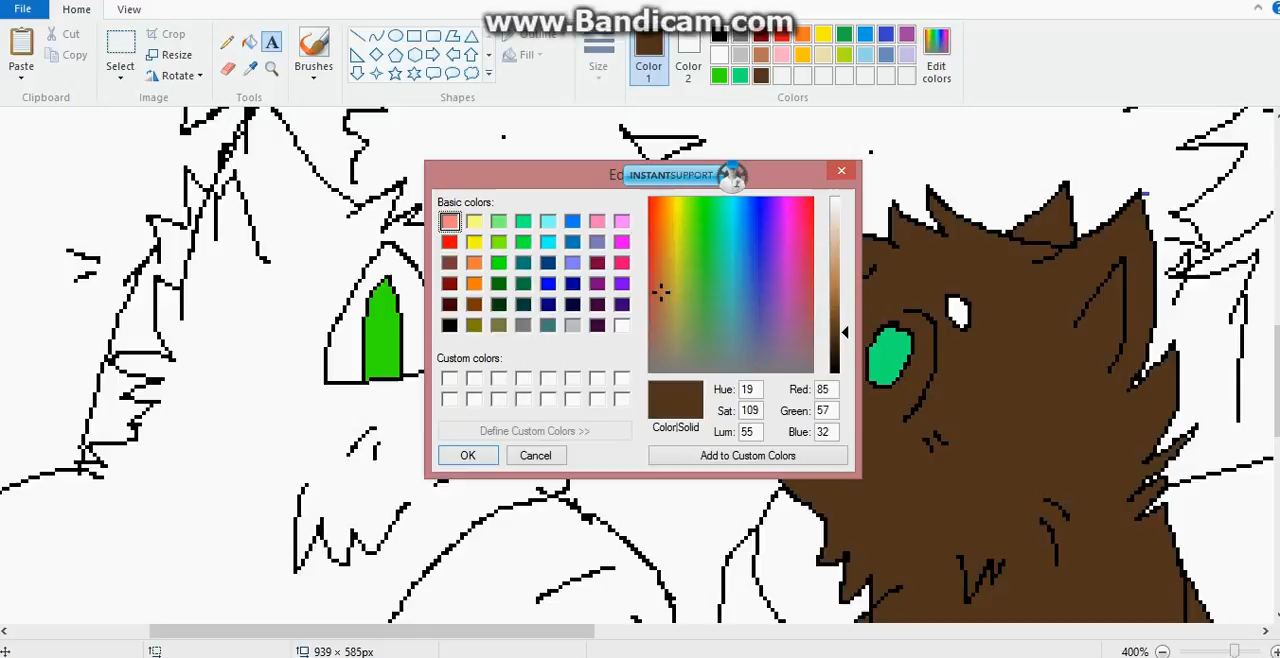 www.Bandicam.com
File
Home
View
Paste
Cut
Copy
Clipboard
Select
Crop
Resize
Rotate
Image
A
Tools
Brushes
Outline
Fill
Shapes
Size
Color
1
Color
2
Edit
colors
Colors
Ed
INSTANTSUPPORT
Basic colors:
Custom colors:
Define Custom Colors >>
OK
Cancel
Color|Solid
Hue: 19
Sat: 109
Lum: 55
Red: 85
Green: 57
Blue: 32
Add to Custom Colors
939 × 585px
400%